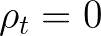 ρ_t = 0